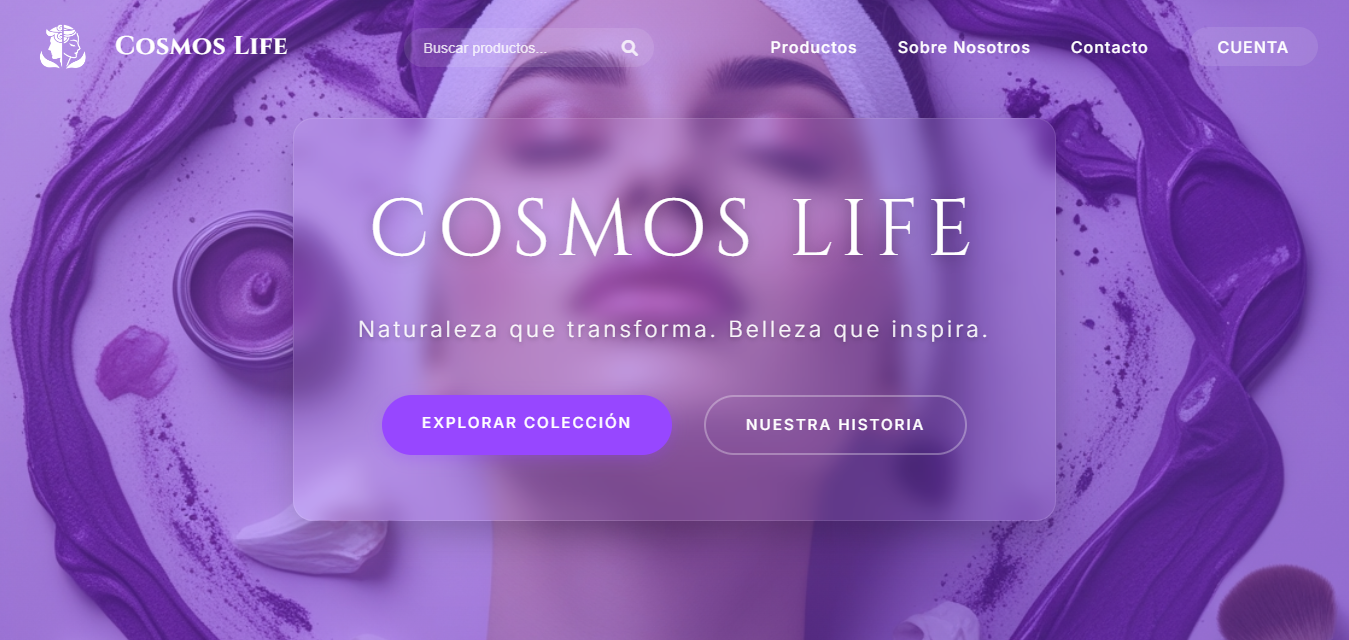 Cosmos Life
Buscar productos...
Productos
Sobre Nosotros
Contacto
CUENTA
COSMOS LIFE
Naturaleza que transforma. Belleza que inspira.
EXPLORAR COLECCIÓN
NUESTRA HISTORIA